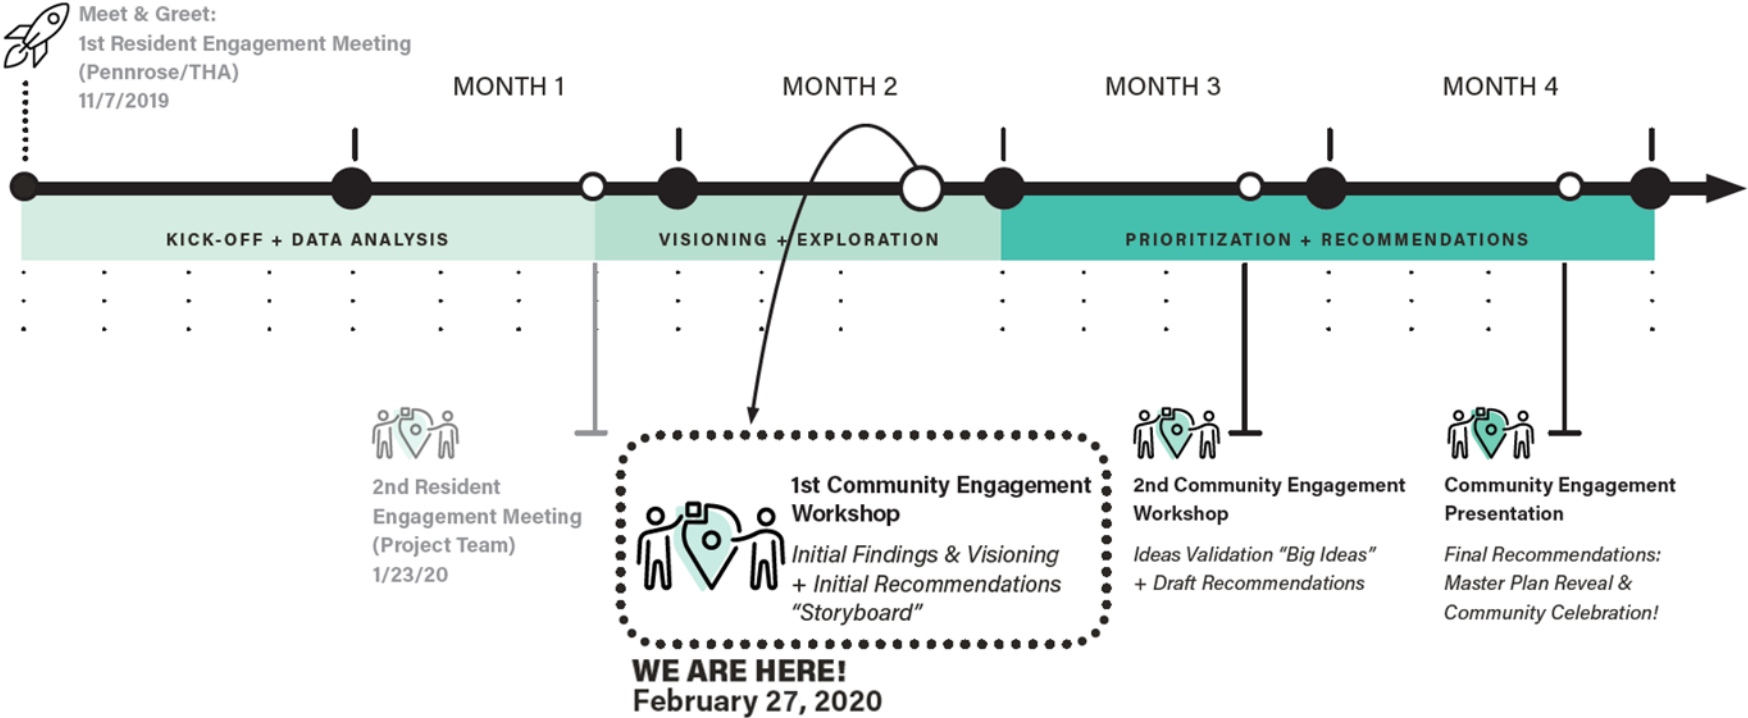 Meet & Greet:
1st Resident Engagement Meeting
(Pennrose/THA)
11/7/2019
MONTH 1
MONTH 2
MONTH 3
MONTH 4
KICK-OFF + DATA ANALYSIS
VISIONING + EXPLORATION
PRIORITIZATION + RECOMMENDATIONS
2nd Resident
Engagement Meeting
(Project Team)
1/23/20
1st Community Engagement
Workshop
Initial Findings & Visioning
+ Initial Recommendations
“Storyboard”
WE ARE HERE!
February 27, 2020
2nd Community Engagement
Workshop
Ideas Validation “Big Ideas”
+ Draft Recommendations
Community Engagement
Presentation
Final Recommendations:
Master Plan Reveal &
Community Celebration!